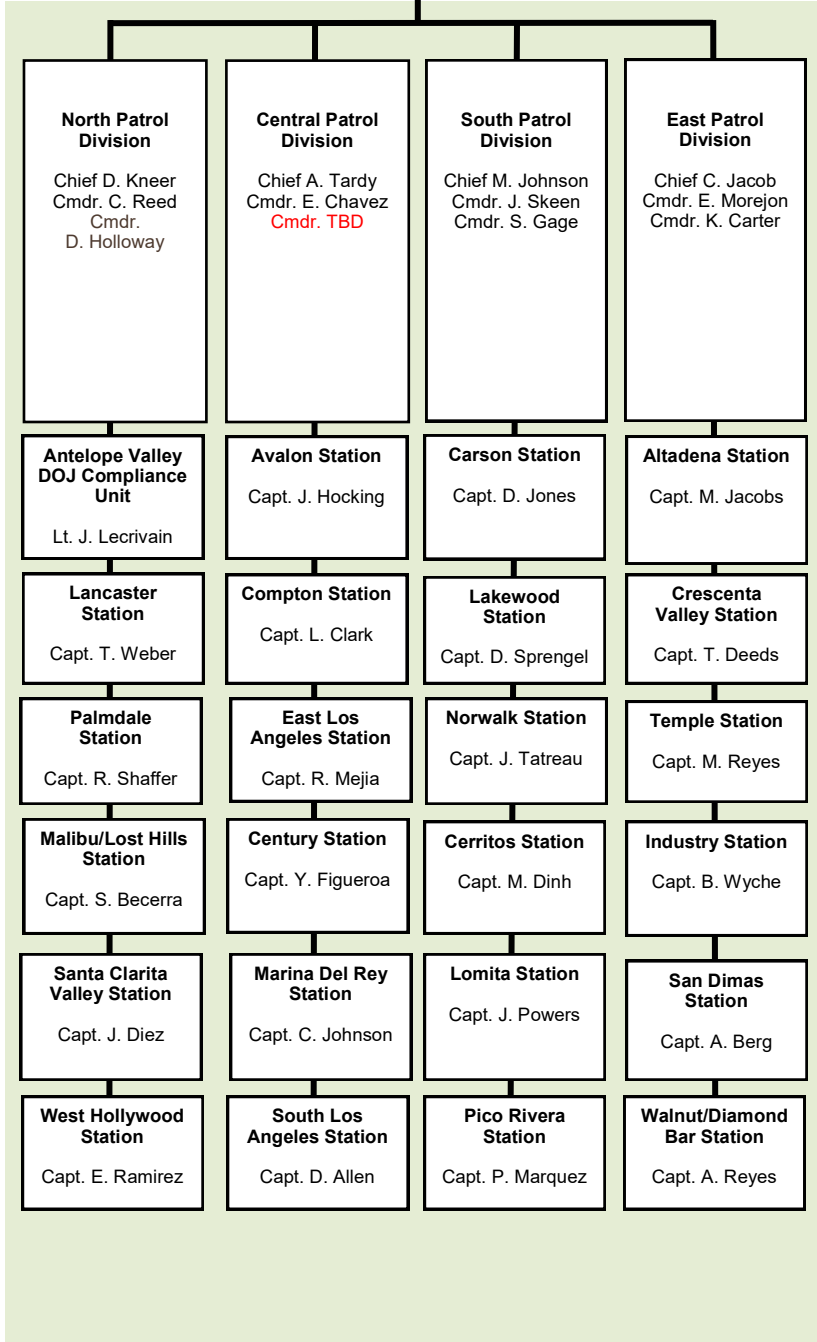 North Patrol
Division
Chief D. Kneer
Cmdr. C. Reed
Cmdr.
D. Holloway
Antelope Valley
DOJ Compliance
Unit
Lt. J. Lecrivain
Lancaster
Station
Capt. T. Weber
Palmdale
Station
Capt. R. Shaffer
Malibu/Lost Hills
Station
Capt. S. Becerra
Santa Clarita
Valley Station
Capt. J. Diez
West Hollywood
Station
Capt. E. Ramirez
Central Patrol
Division
Chief A. Tardy
Cmdr. E. Chavez
Cmdr. TBD
Avalon Station
Capt. J. Hocking
Compton Station
Capt. L. Clark
East Los
Angeles Station
Capt. R. Mejia
Century Station
Capt. Y. Figueroa
Marina Del Rey
Station
Capt. C. Johnson
South Los
Angeles Station
Capt. D. Allen
South Patrol
Division
Chief M. Johnson
Cmdr. J. Skeen
Cmdr. S. Gage
Carson Station
Capt. D. Jones
Lakewood
Station
Capt. D. Sprengel
Norwalk Station
Capt. J. Tatreau
Cerritos Station
Capt. M. Dinh
Lomita Station
Capt. J. Powers
Pico Rivera
Station
Capt. P. Marquez
East Patrol
Division
Chief C. Jacob
Cmdr. E. Morejon
Cmdr. K. Carter
Altadena Station
Capt. M. Jacobs
Crescenta
Valley Station
Capt. T. Deeds
Temple Station
Capt. M. Reyes
Industry Station
Capt. B. Wyche
San Dimas
Station
Capt. A. Berg
Walnut/Diamond
Bar Station
Capt. A. Reyes